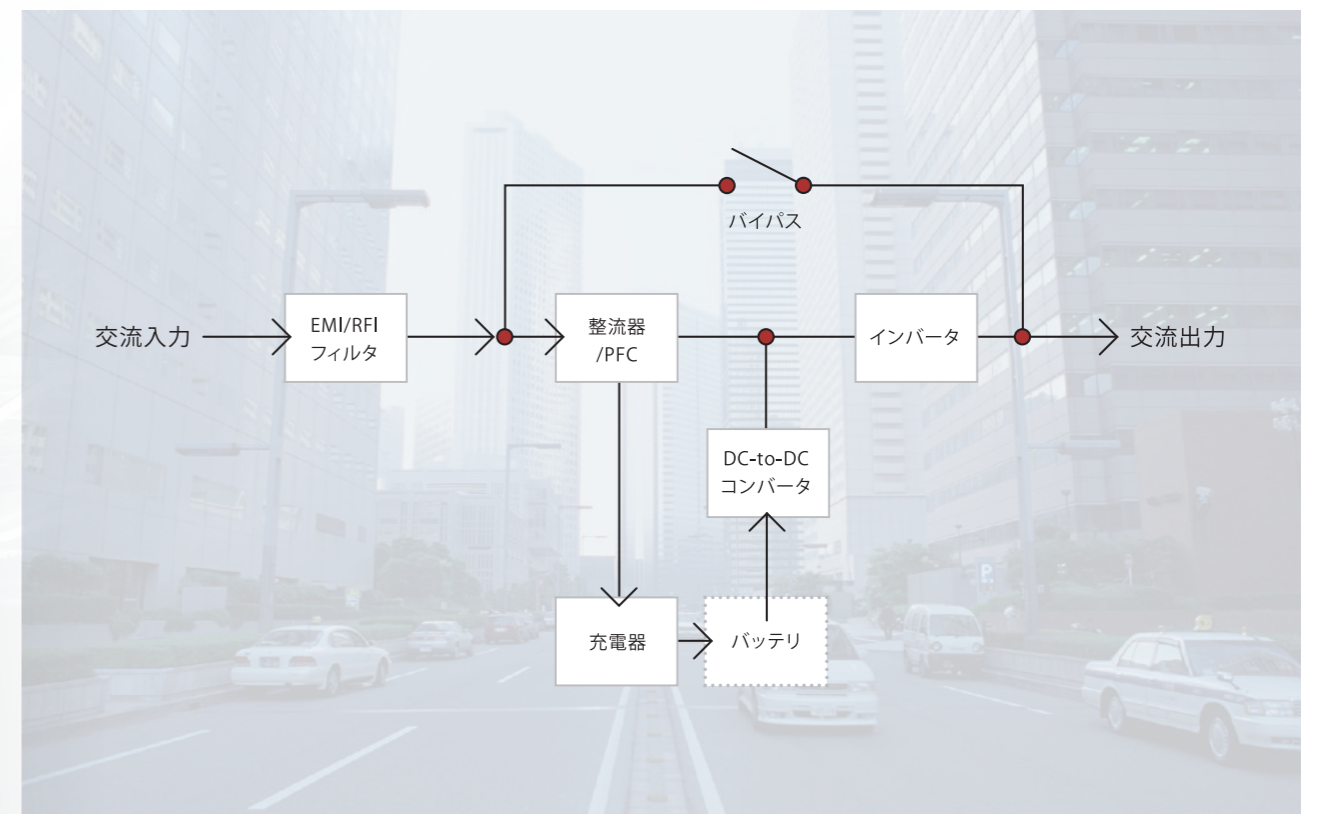 バイパス
交流入力
EMI/RFI
フィルタ
整流器
/PFC
インバータ
交流出力
DC-to-DC
コンバータ
充電器
バッテリ
P